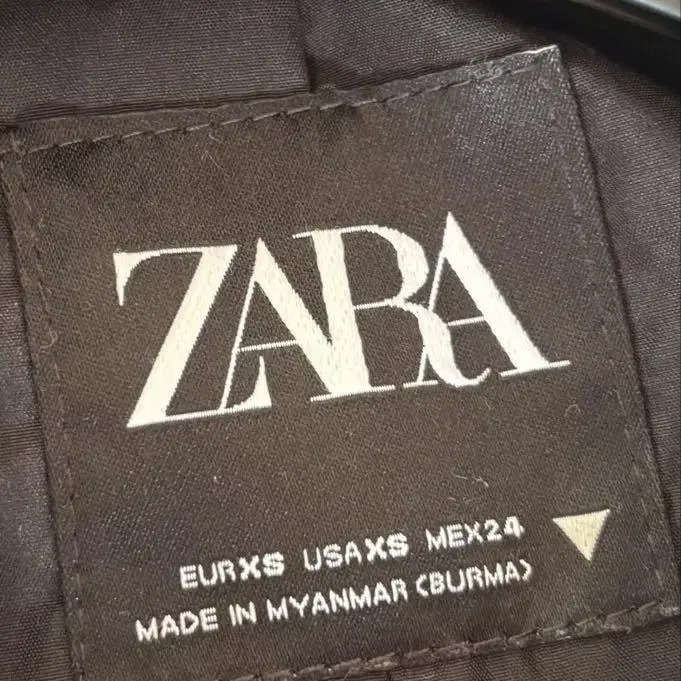 ZARA
EURXS USAXS MEX24
MADE IN MYANMAR (BURMA)